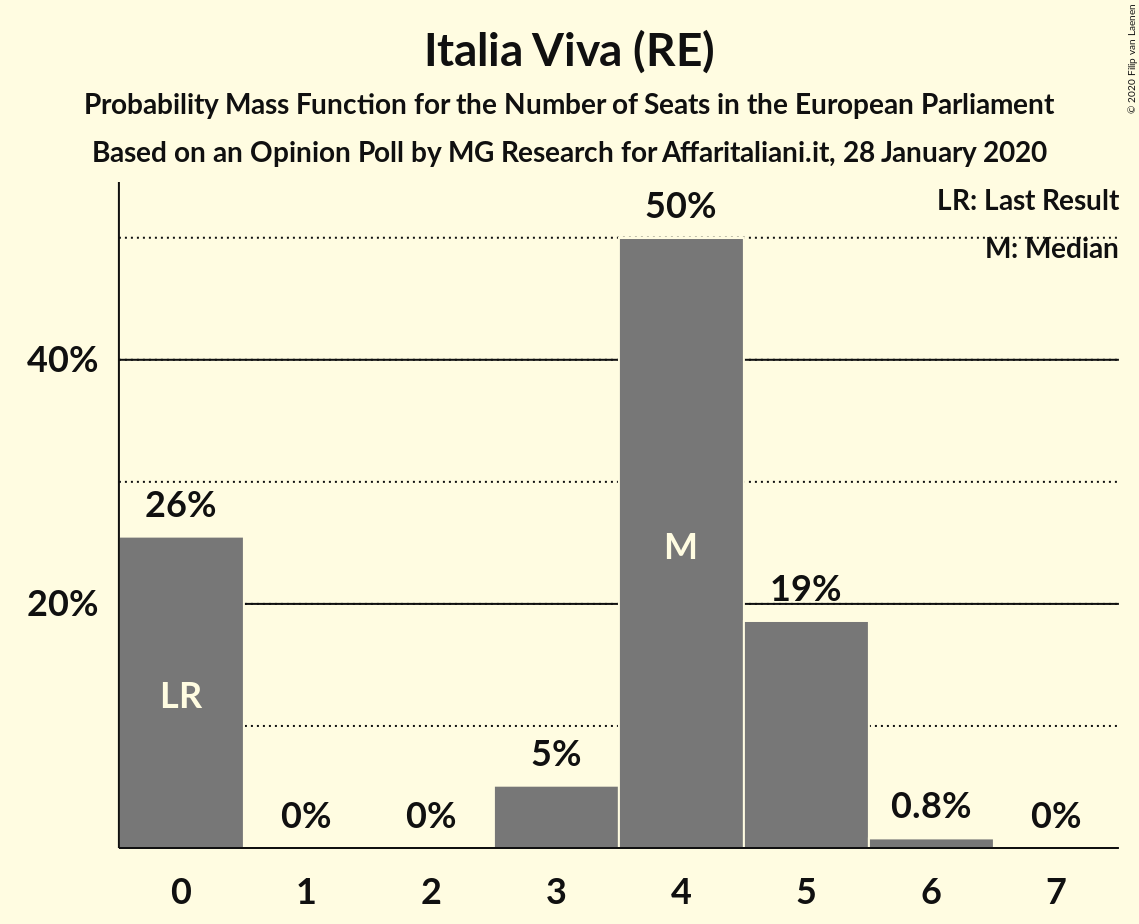 Italia Viva (RE)
Probability Mass Function for the Number of Seats in the European Parliament
Based on an Opinion Poll by MG Research for Affaritaliani.it, 28 January 2020
© 2020 Filip van Laenen
LR: Last Result
M: Median
50%
40%
26%
M
19%
20%
LR
5%
0%
0%
0.8%
0%
0 1 2 3 4 5 6 7